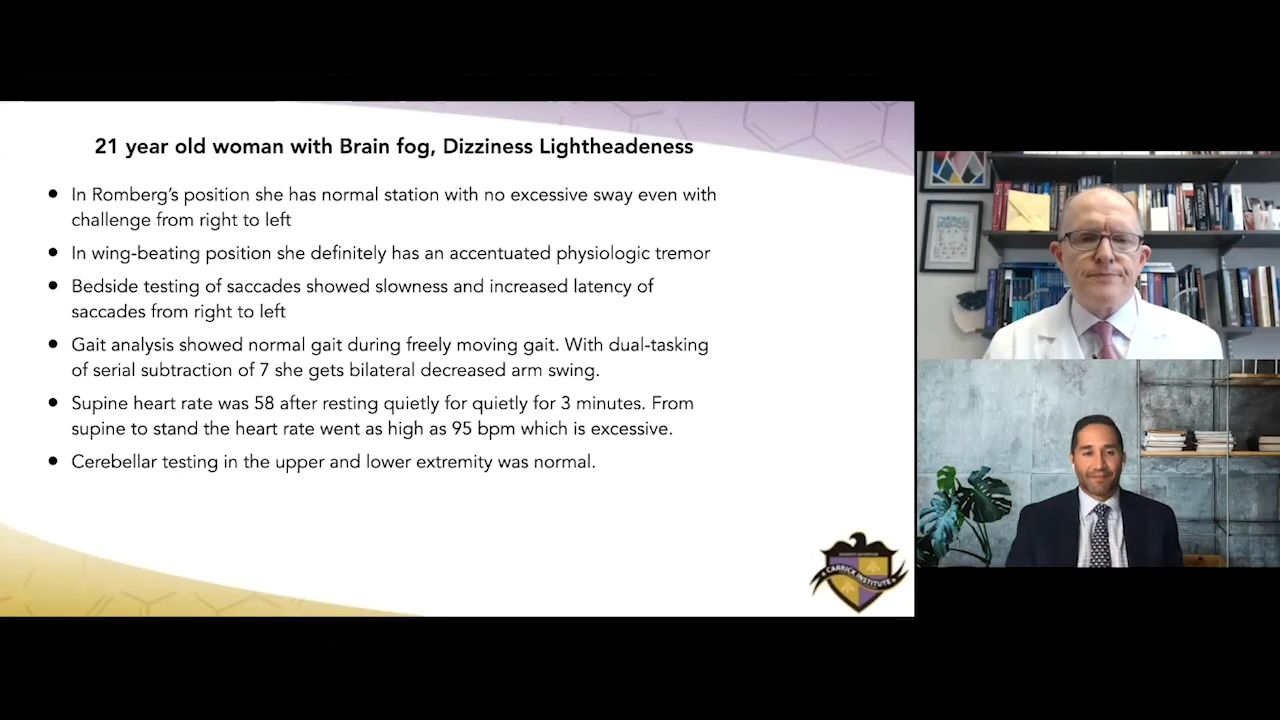 21 year old woman with Brain fog, Dizziness Lightheadeness
• In Romberg's position she has normal station with no excessive sway even with
challenge from right to left
• In wing-beating position she definitely has an accentuated physiologic tremor
• Bedside testing of saccades showed slowness and increased latency of
saccades from right to left
• Gait analysis showed normal gait during freely moving gait. With dual-tasking
of serial subtraction of 7 she gets bilateral decreased arm swing.
• Supine heart rate was 58 after resting quietly for quietly for 3 minutes. From
supine to stand the heart rate went as high as 95 bpm which is excessive.
• Cerebellar testing in the upper and lower extremity was normal.
CARRICK INSTITUTE